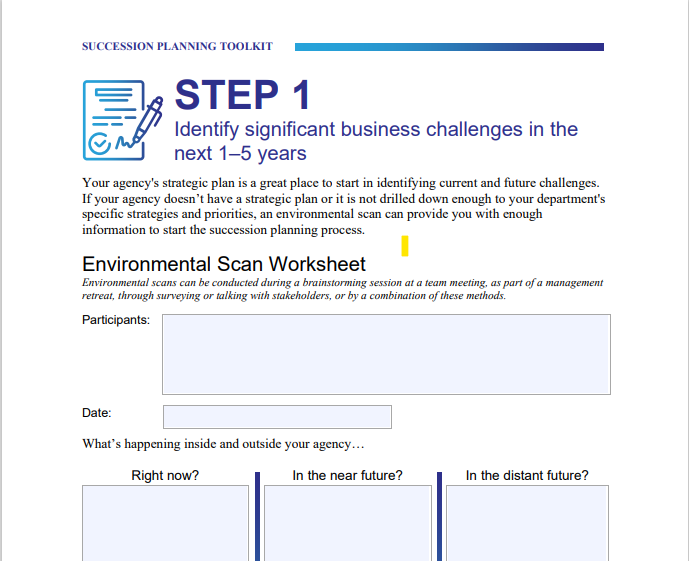 SUCCESSION PLANNING TOOLKIT
STEP 1
Identify significant business challenges in the
next 1–5 years
Your agency's strategic plan is a great place to start in identifying current and future challenges.
If your agency doesn’t have a strategic plan or it is not drilled down enough to your department's
specific strategies and priorities, an environmental scan can provide you with enough
information to start the succession planning process.
Environmental Scan Worksheet
Environmental scans can be conducted during a brainstorming session at a team meeting, as part of a management
retreat, through surveying or talking with stakeholders, or by a combination of these methods.
Participants:
Date:
What’s happening inside and outside your agency…
Right now?
In the near future?
In the distant future?